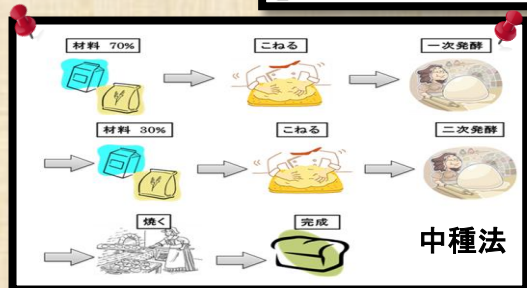 材料 70%
こねる
一次発酵
材料 30%
こねる
二次発酵
焼く
完成
中種法